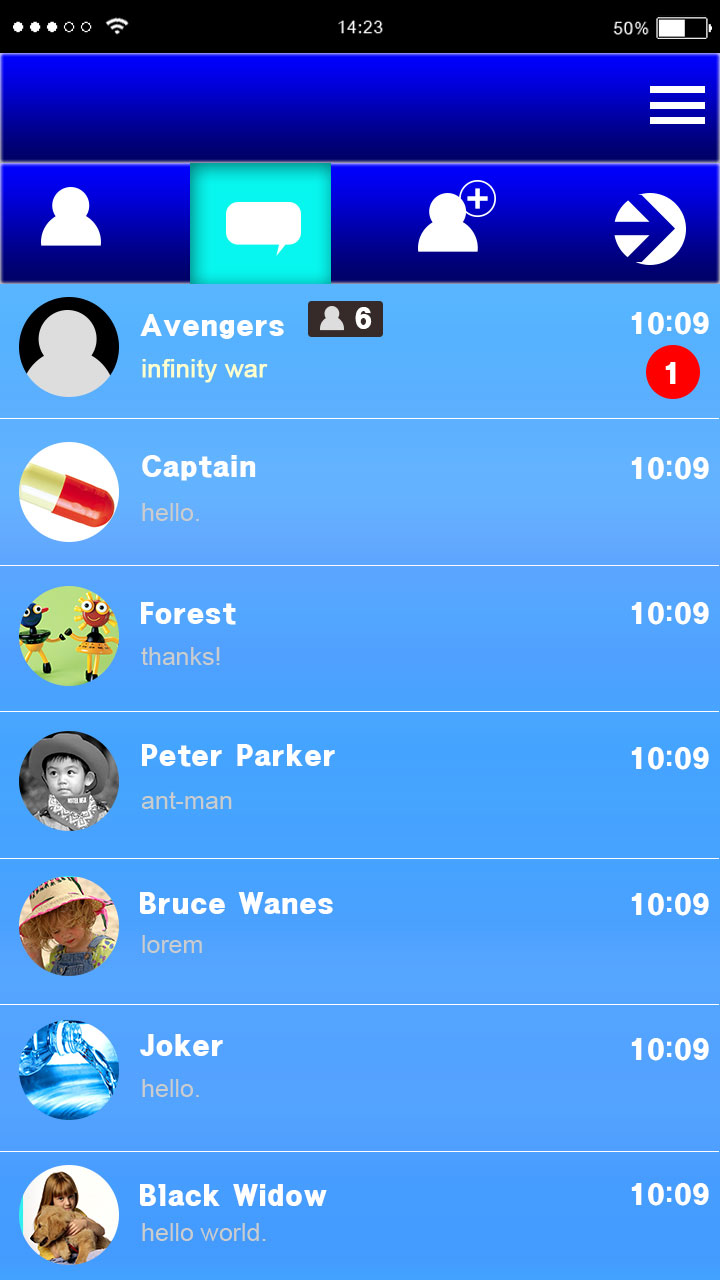 14:23
50%
Avengers 6 10:09
infinity war 1
Captain 10:09
hello.
Forest 10:09
thanks!
Peter Parker 10:09
ant-man
Bruce Wanes 10:09
lorem
Joker 10:09
hello.
Black Widow 10:09
hello world.